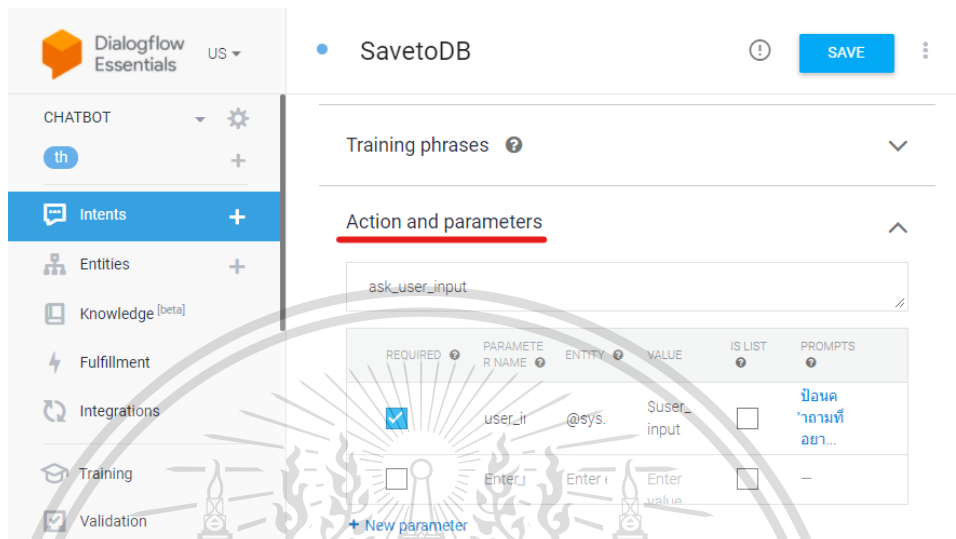 Dialogflow
Essentials
US
SavetoDB
SAVE
CHATBOT
th
Training phrases
Intents
Action and parameters
Entities
ask_user_input
Knowledge [beta]
REQUIRED
PARAMETE
R NAME
ENTITY
VALUE
IS LIST
PROMPTS
Fulfillment
Integrations
user_i
@sys.
$user_
input
ป้อนค
ำถามที่
อยา...
Training
Enter
Enter
Enter
value
–
Validation
+ New parameter